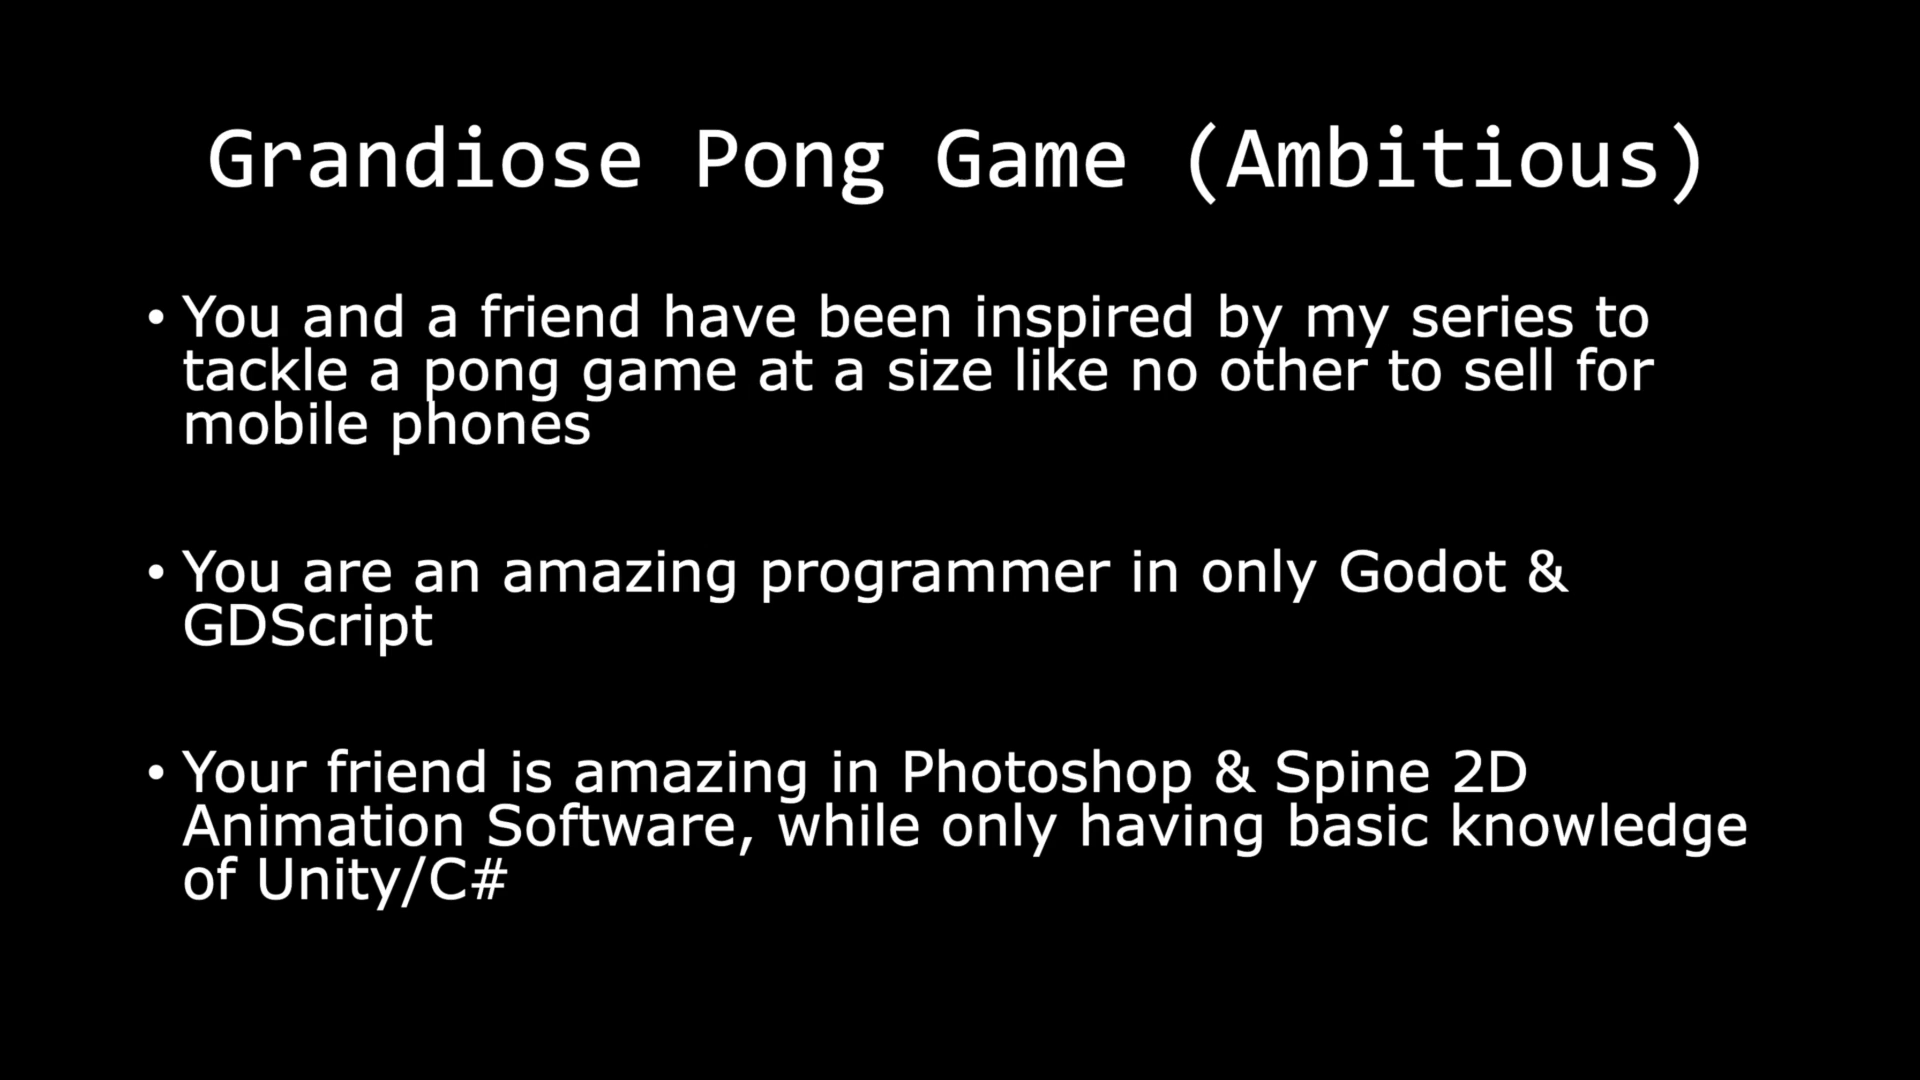 Grandiose Pong Game (Ambitious)
• You and a friend have been inspired by my series to
tackle a pong game at a size like no other to sell for
mobile phones
• You are an amazing programmer in only Godot &
GDScript
• Your friend is amazing in Photoshop & Spine 2D
Animation Software, while only having basic knowledge
of Unity/C#